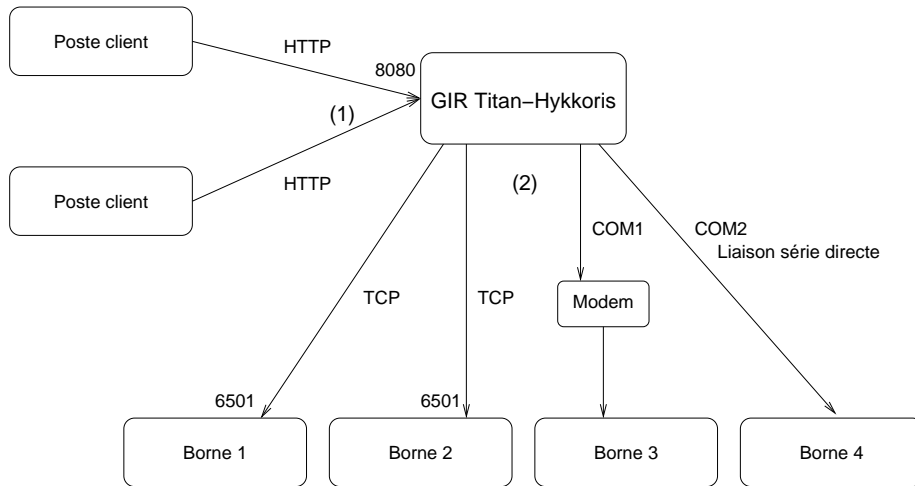 Poste client
HTTP
8080
GIR Titan−Hykkoris
(1)
Poste client
HTTP
(2)
COM1
COM2
Liaison série directe
TCP
TCP
Modem
6501
6501
Borne 1
Borne 2
Borne 3
Borne 4